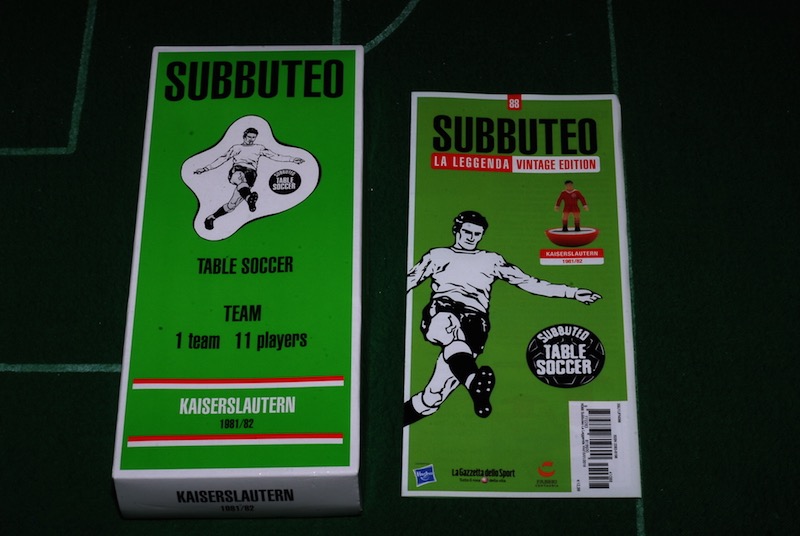 SUBBUTEO
SUBBUTEO
TABLE
SOCCER
TABLE SOCCER
TEAM
1 team 11 players
KAISERSLAUTERN
1981/82
KAISERSLAUTERN
1981/82
88
SUBBUTEO
LA LEGGENDA VINTAGE EDITION
KAISERSLAUTERN
1981/82
SUBBUTEO
TABLE
SOCCER
Hasbro
La Gazzetta dello Sport